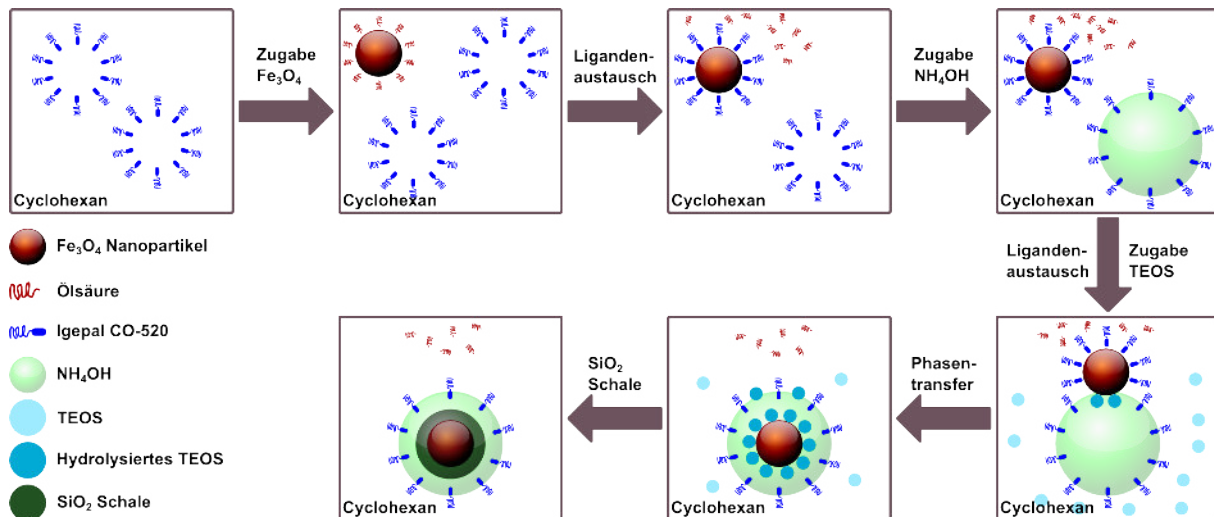 Cyclohexan
Zugabe
Fe₃O₄
Cyclohexan
Liganden-
austausch
Cyclohexan
Zugabe
NH₄OH
Cyclohexan
Liganden-
austausch
Zugabe
TEOS
Fe₃O₄ Nanopartikel
Ölsäure
Igepal CO-520
NH₄OH
TEOS
Hydrolysiertes TEOS
SiO₂ Schale
Cyclohexan
SiO₂
Schale
Cyclohexan
Phasen-
transfer
Cyclohexan